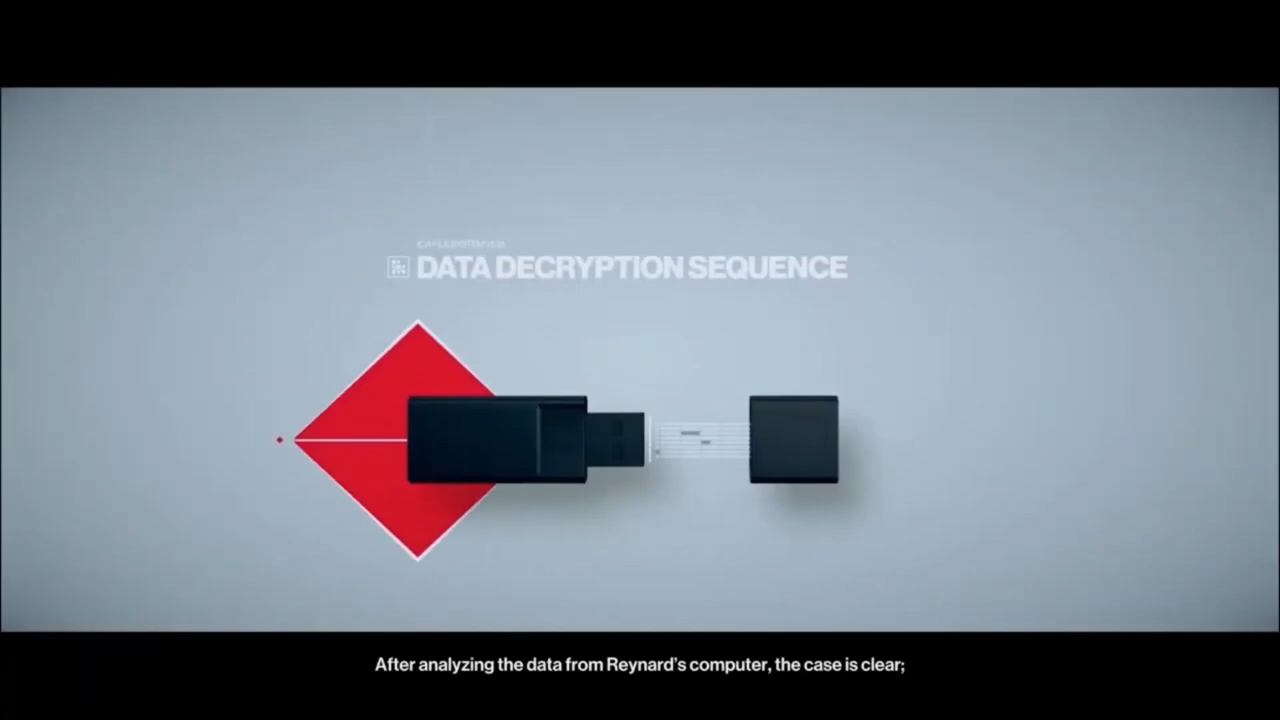 DATA DECRYPTION SEQUENCE
After analyzing the data from Reynard's computer, the case is clear;